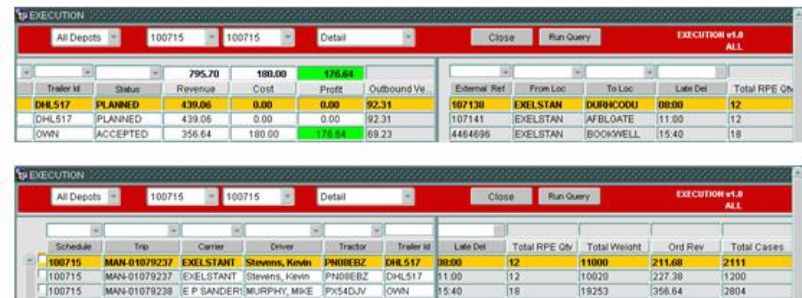 EXECUTION
All Depots 100715 100715 Detail Close Run Query EXECUTION v1.0
ALL
795.70 180.00 176.64
Trailer Id Status Revenue Cost Profit Outbound Ve... External Ref From Loc To Loc Late Del Total RPE Qty
DHL517 PLANNED 439.06 0.00 0.00 92.31 107138 EXELSTAN DURHCODU 08:00 12
DHL517 PLANNED 439.06 0.00 0.00 92.31 107141 EXELSTAN AFBLGATE 11:00 12
OWN ACCEPTED 356.64 180.00 176.64 69.23 4464696 EXELSTAN BOOKWELL 15:40 18
EXECUTION
All Depots 100715 100715 Detail Close Run Query EXECUTION v1.0
ALL
Schedule Trip Carrier Driver Tractor Trailer Id Late Del Total RPE Qty Total Weight Ord Rev Total Cases
100715 MAN-01079237 EXELSTANT Stevens, Kevin PN08EBZ DHL517 08:00 12 11000 211.68 2111
100715 MAN-01079237 EXELSTANT Stevens, Kevin PN08EBZ DHL517 11:00 12 10020 227.38 1200
100715 MAN-01079238 E P SANDERS MURPHY, MIKE PX54DJV OWN 15:40 18 19253 356.64 2804